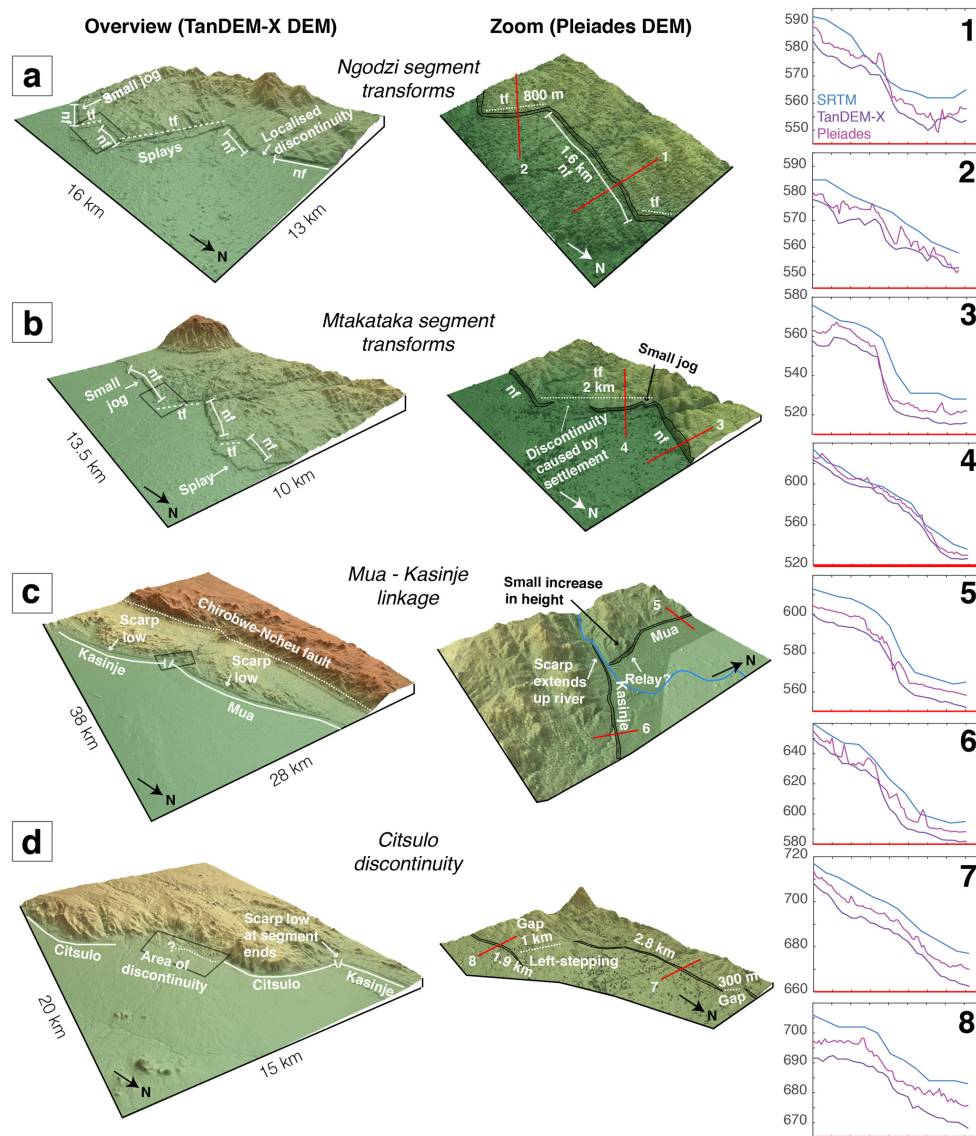 Overview (TanDEM-X DEM)
Zoom (Pleiades DEM)
a
Ngodzi segment
transforms
Small jog
nf
tf
nf
tf
Splays
nf
Localised
discontinuity
nf
16 km
13 km
N
tf
800 m
2
1.6 km
nf
1
tf
N
b
Mtakataka segment
transforms
Small
jog
nf
tf
nf
tf
nf
Splay
13.5 km
10 km
N
Small jog
tf
2 km
nf
Discontinuity
caused by
settlement
4
nf
3
N
c
Mua - Kasinje
linkage
Chirobwe-Ncheu fault
Scarp
low
Kasinje
Scarp
low
Mua
38 km
28 km
N
Small increase
in height
5
Mua
Scarp
extends
up river
Relay?
Kasinje
6
N
d
Citsulo
discontinuity
Scarp low
at segment
ends
Citsulo
?
Area of
discontinuity
Citsulo
Kasinje
20 km
15 km
N
Gap
1 km
8
1.9 km
Left-stepping
2.8 km
7
300 m
Gap
N
1
590
580
570
560
550
SRTM
TanDEM-X
Pleiades
2
590
580
570
560
550
3
580
560
540
520
4
600
560
520
5
600
580
560
6
640
620
600
580
7
720
700
680
660
8
700
690
680
670